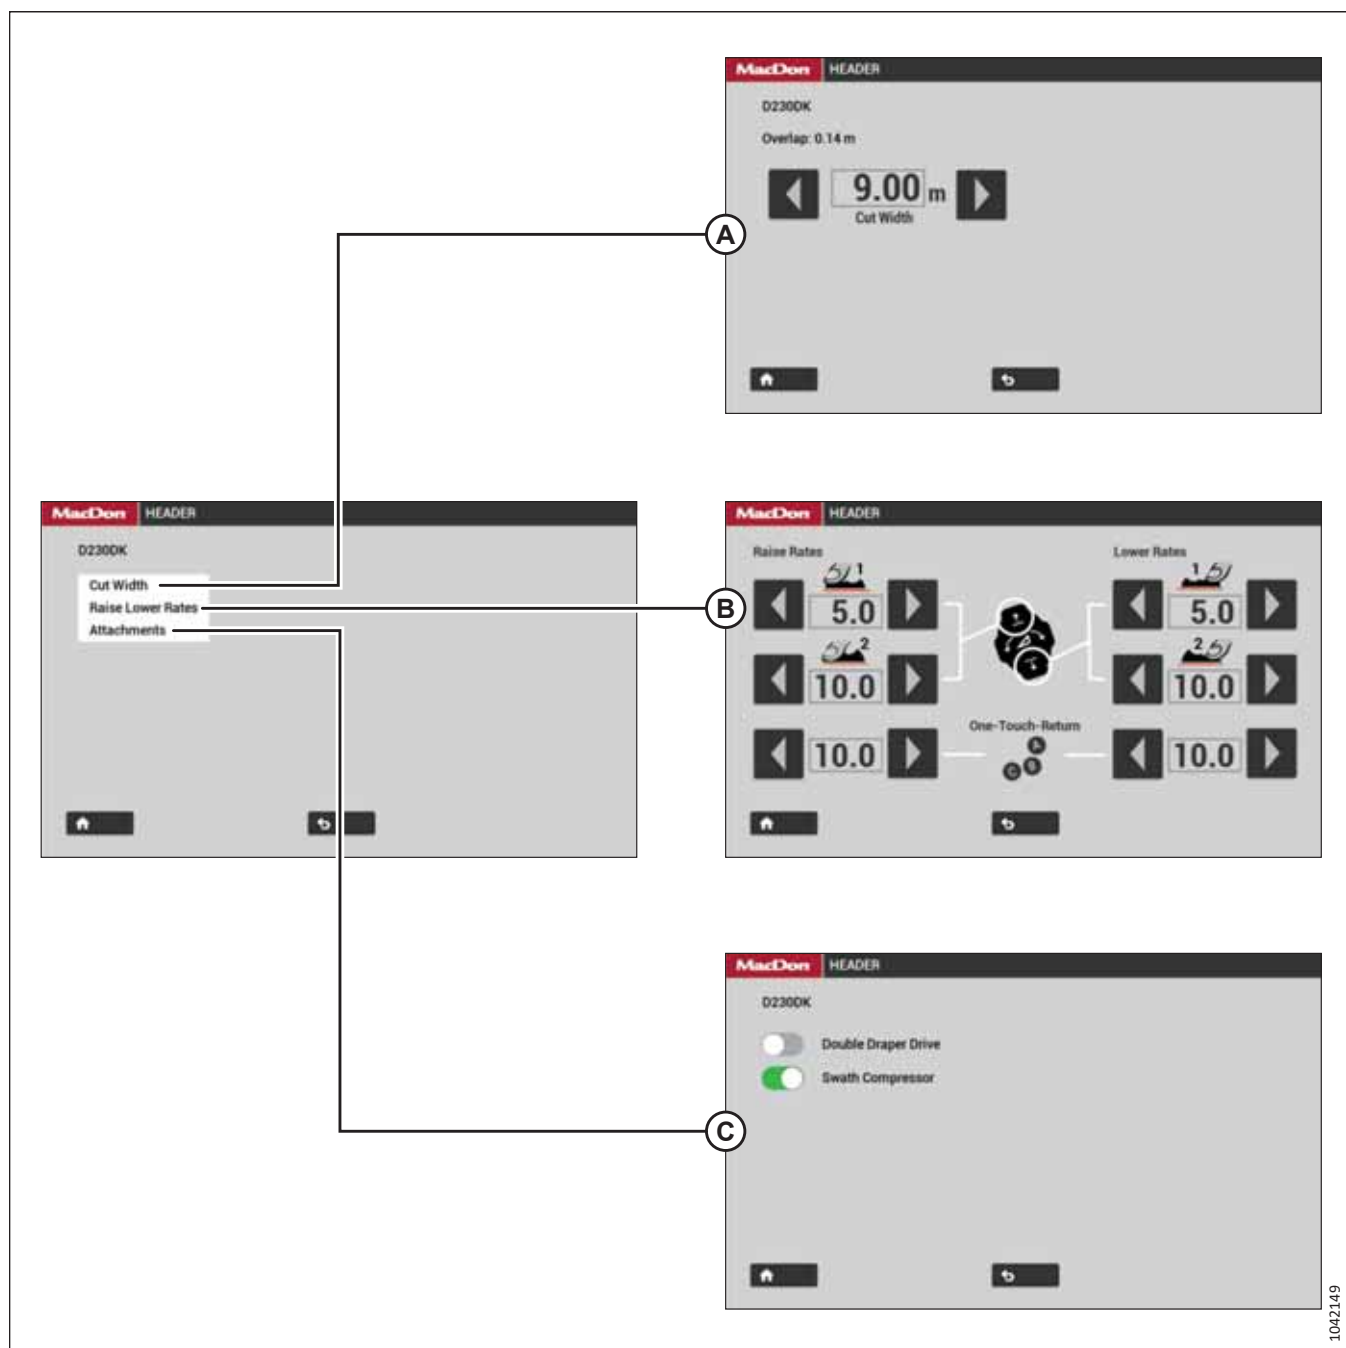 MacDon HEADER
D230DK
Overlap: 0.14 m
9.00 m
Cut Width
A
MacDon HEADER
D230DK
Cut Width
Raise Lower Rates
Attachments
MacDon HEADER
Raise Rates Lower Rates
1 1
B
5.0 5.0
2 2
10.0 10.0
One-Touch-Return
A
10.0 10.0
C B
MacDon HEADER
D230DK
Double Draper Drive
Swath Compressor
C
1042149